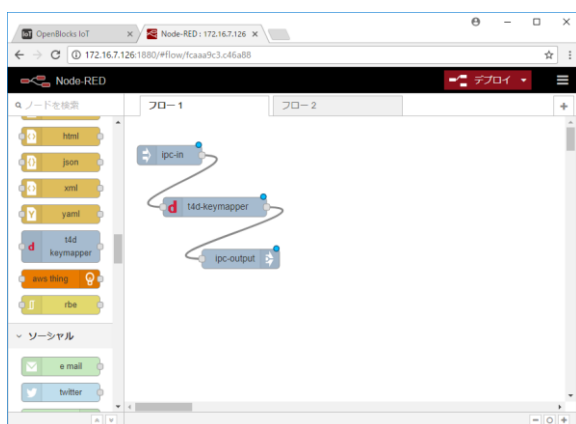 OpenBlocks IoT
Node-RED : 172.16.7.126
172.16.7.126:1880/#flow/fcaaa9c3.c46a88
Node-RED
デプロイ
ノードを検索
フロー 1
フロー 2
html
json
xml
yaml
t4d
keymapper
aws thing
rbe
ソーシャル
e mail
twitter
ipc-in
t4d-keymapper
ipc-output